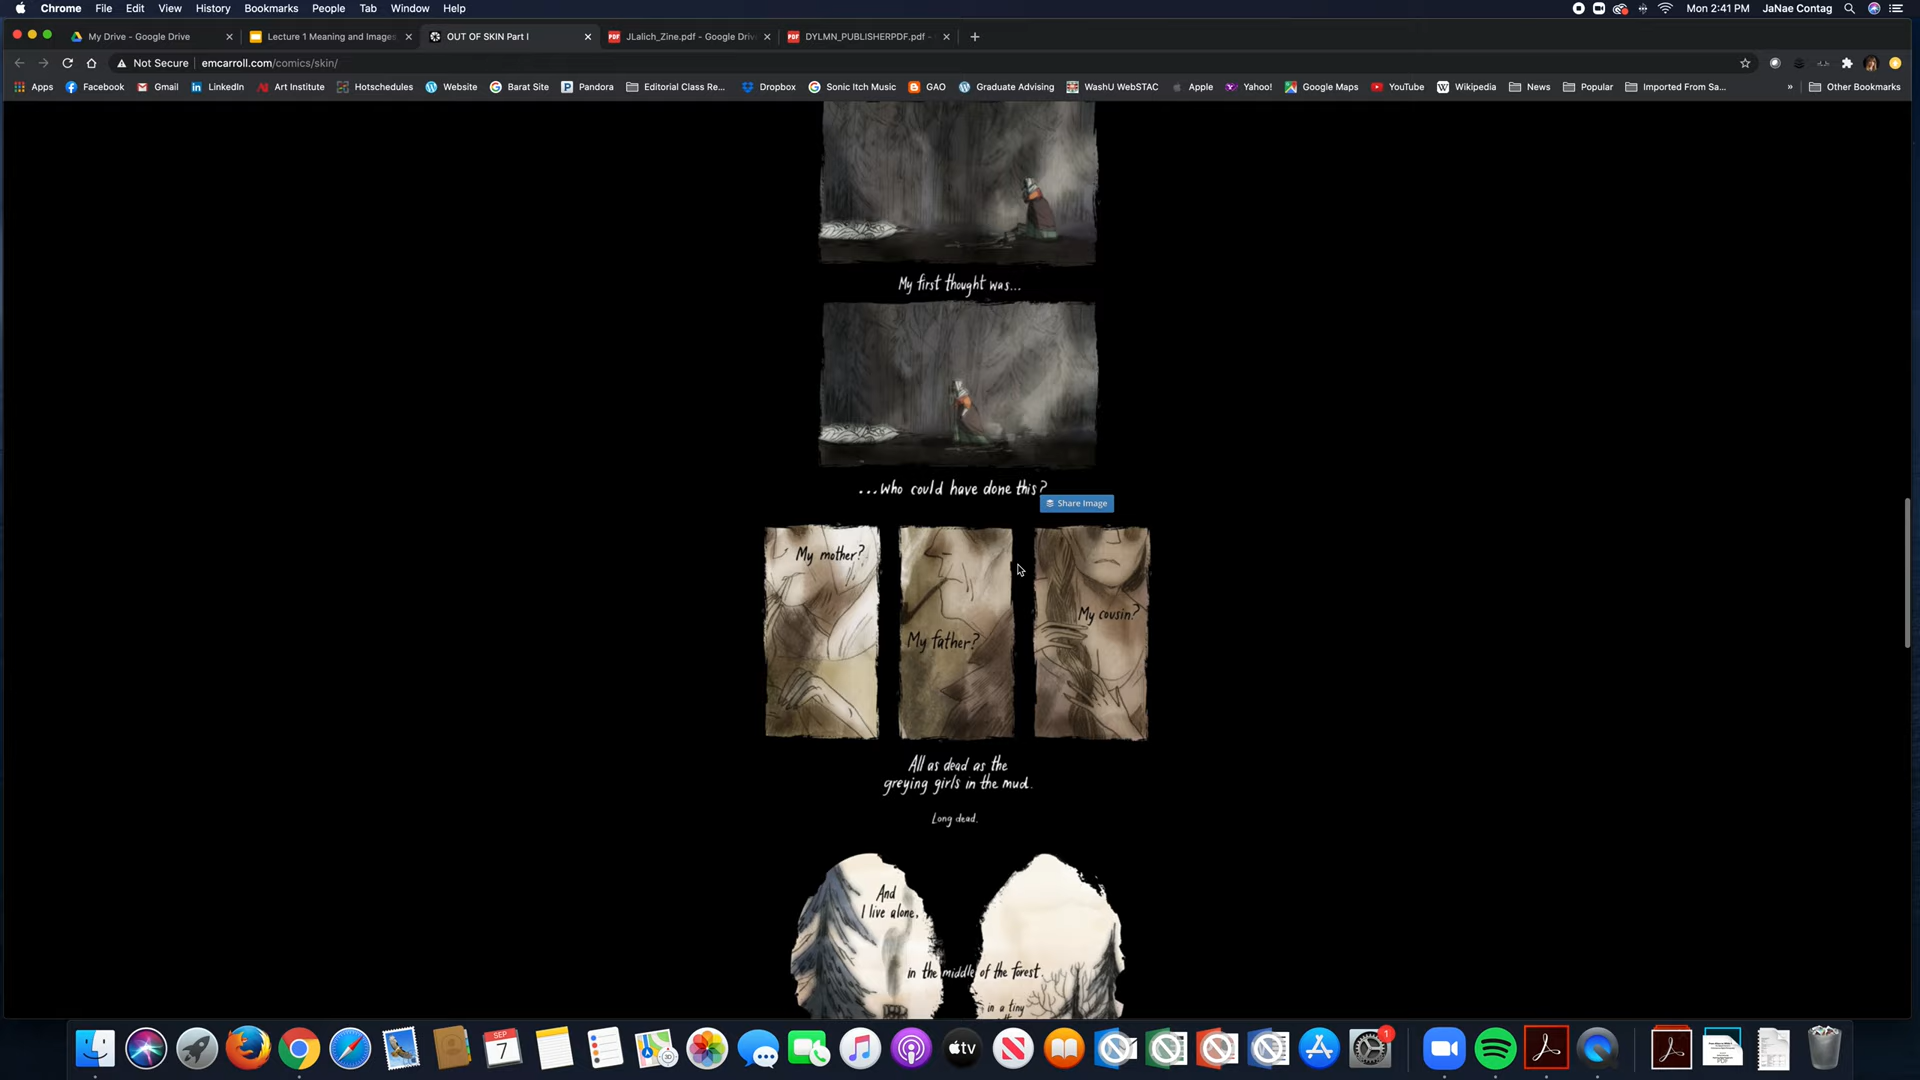 Chrome File Edit View History Bookmarks People Tab Window Help
Mon 2:41 PM JaNae Contag
My Drive - Google Drive
Lecture 1 Meaning and Images
OUT OF SKIN Part I
JLalich_Zine.pdf - Google Driv
DYLMN_PUBLISHERPDF.pdf -
Not Secure emcarroll.com/comics/skin/
Apps Facebook Gmail LinkedIn Art Institute Hotschedules Website Barat Site Pandora Editorial Class Re... Dropbox Sonic Itch Music GAO Graduate Advising WashU WebSTAC Apple Yahoo! Google Maps YouTube Wikipedia News Popular Imported From Sa... » Other Bookmarks
My first thought was...
...who could have done this?
Share Image
My mother?
My father?
My cousin?
All as dead as the
greying girls in the mud.
Long dead.
And
I live alone,
in the middle of the forest.
in a tiny
SEP
7
3D
tv
1